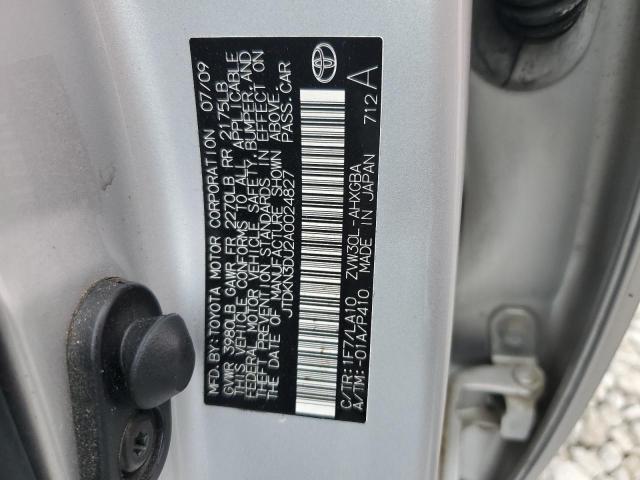 MFD. BY: TOYOTA MOTOR CORPORATION 07/09
GVWR 3980LB GAWR FR 2270LB RR 2175LB
THIS VEHICLE CONFORMS TO ALL APPLICABLE
FEDERAL MOTOR VEHICLE SAFETY, BUMPER, AND
THEFT PREVENTION STANDARDS IN EFFECT ON
THE DATE OF MANUFACTURE SHOWN ABOVE.
JTDKN3DU2A0024827 PASS. CAR
C/TR: 1F7/LA10 ZVW30L-AHXGBA
A/TM: -01A/P410 MADE IN JAPAN 712 A